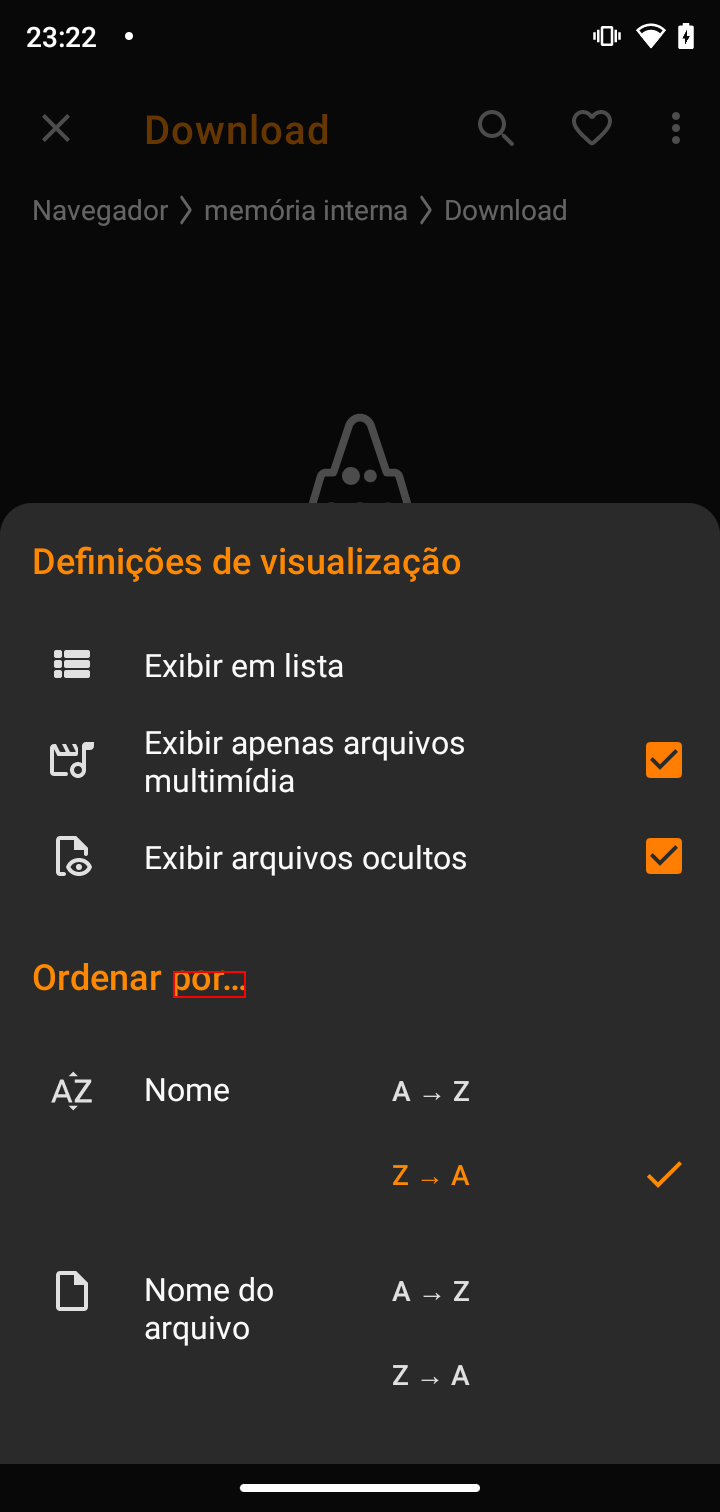 23:22
Download
Navegador memória interna Download
Definições de visualização
Exibir em lista
Exibir apenas arquivos
multimídia
Exibir arquivos ocultos
Ordenar por...
Nome A → Z
Z → A
Nome do
arquivo
A → Z
Z → A